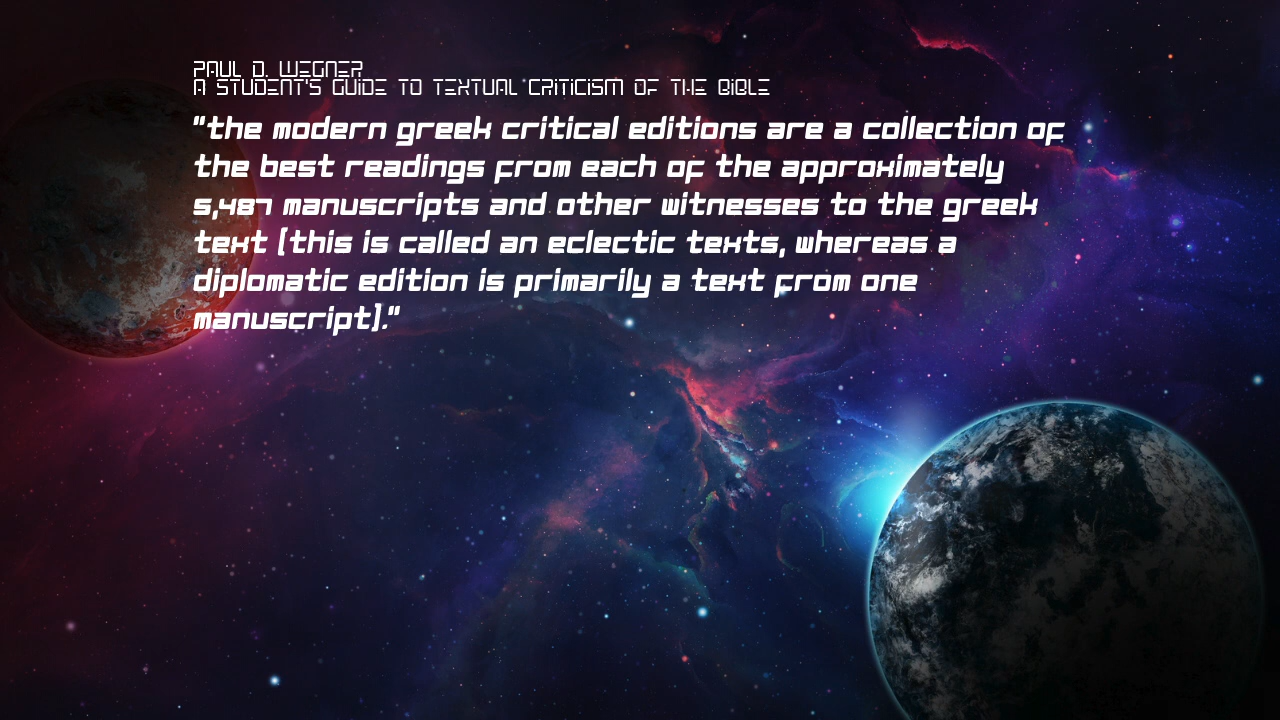 PAUL D. WEGNER
A STUDENT'S GUIDE TO TEXTUAL CRITICISM OF THE BIBLE
"the modern greek critical editions are a collection of
the best readings from each of the approximately
5,487 manuscripts and other witnesses to the greek
text [this is called an eclectic texts, whereas a
diplomatic edition is primarily a text from one
manuscript]."